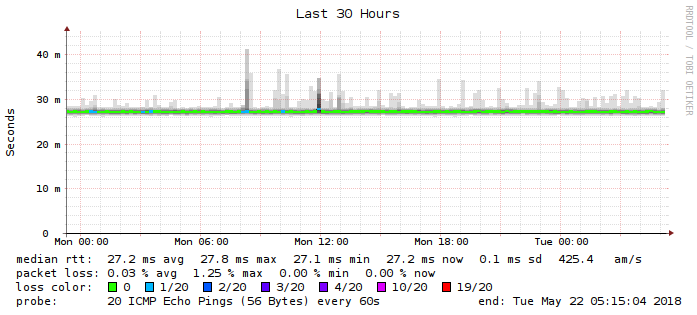 Last 30 Hours
RRDTOOL / TOBI OETIKER
Seconds
40 m
30 m
20 m
10 m
0
Mon 00:00 Mon 06:00 Mon 12:00 Mon 18:00 Tue 00:00
median rtt: 27.2 ms avg 27.8 ms max 27.1 ms min 27.2 ms now 0.1 ms sd 425.4 am/s
packet loss: 0.03 % avg 1.25 % max 0.00 % min 0.00 % now
loss color: 0 1/20 2/20 3/20 4/20 10/20 19/20
probe: 20 ICMP Echo Pings (56 Bytes) every 60s end: Tue May 22 05:15:04 2018